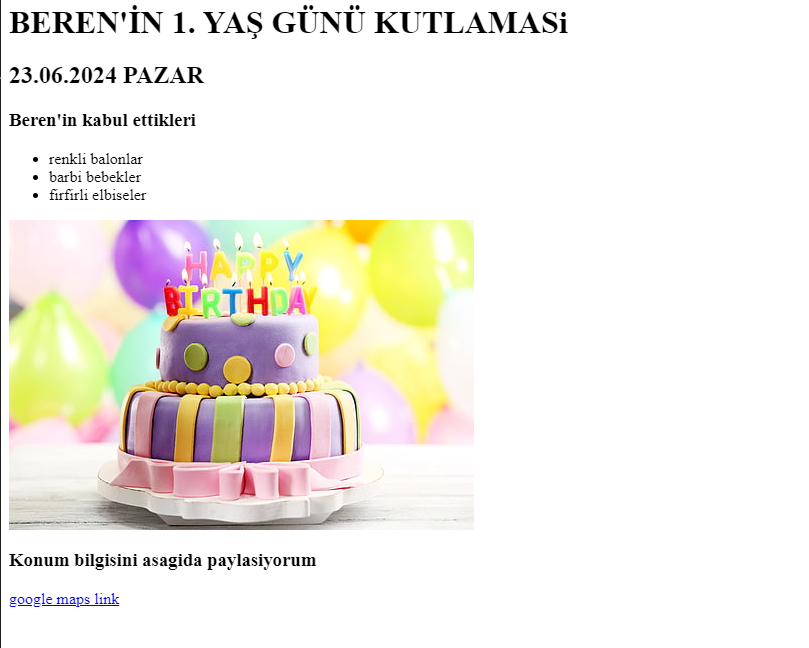 BEREN'İN 1. YAŞ GÜNÜ KUTLAMASi
23.06.2024 PAZAR
Beren'in kabul ettikleri
renkli balonlar
barbi bebekler
firfirli elbiseler
HAPPY
BIRTHDAY
Konum bilgisini asagida paylasiyorum
google maps link